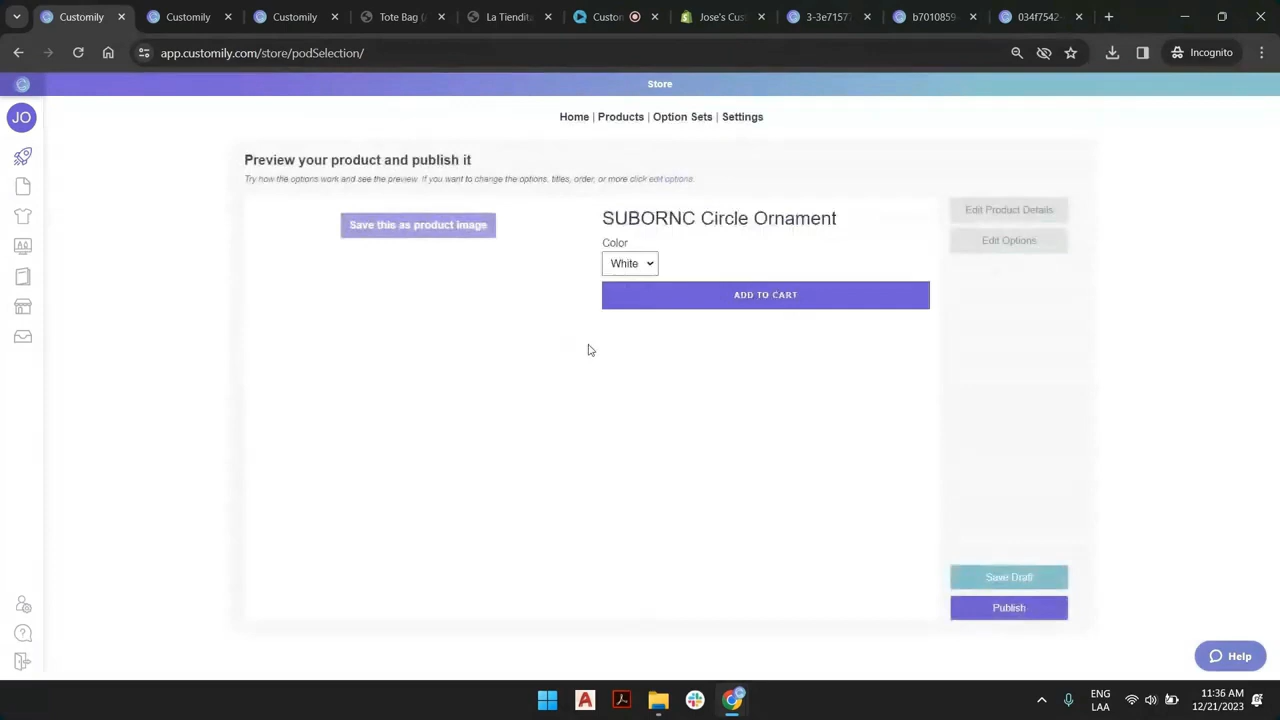 Customily
Customily
Customily
Tote Bag (
La Tiendit
Custom
Jose's Cus
3-3e7157
b7010859-
034f7542-
app.customily.com/store/podSelection/
Incognito
Store
JO
Home | Products | Option Sets | Settings
Preview your product and publish it
Try how the options work and see the preview. If you want to change the options, titles, order, or more click edit options.
Save this as product image
SUBORNC Circle Ornament
Color
White
ADD TO CART
Edit Product Details
Edit Options
Save Draft
Publish
Help
ENG
LAA
11:36 AM
12/21/2023